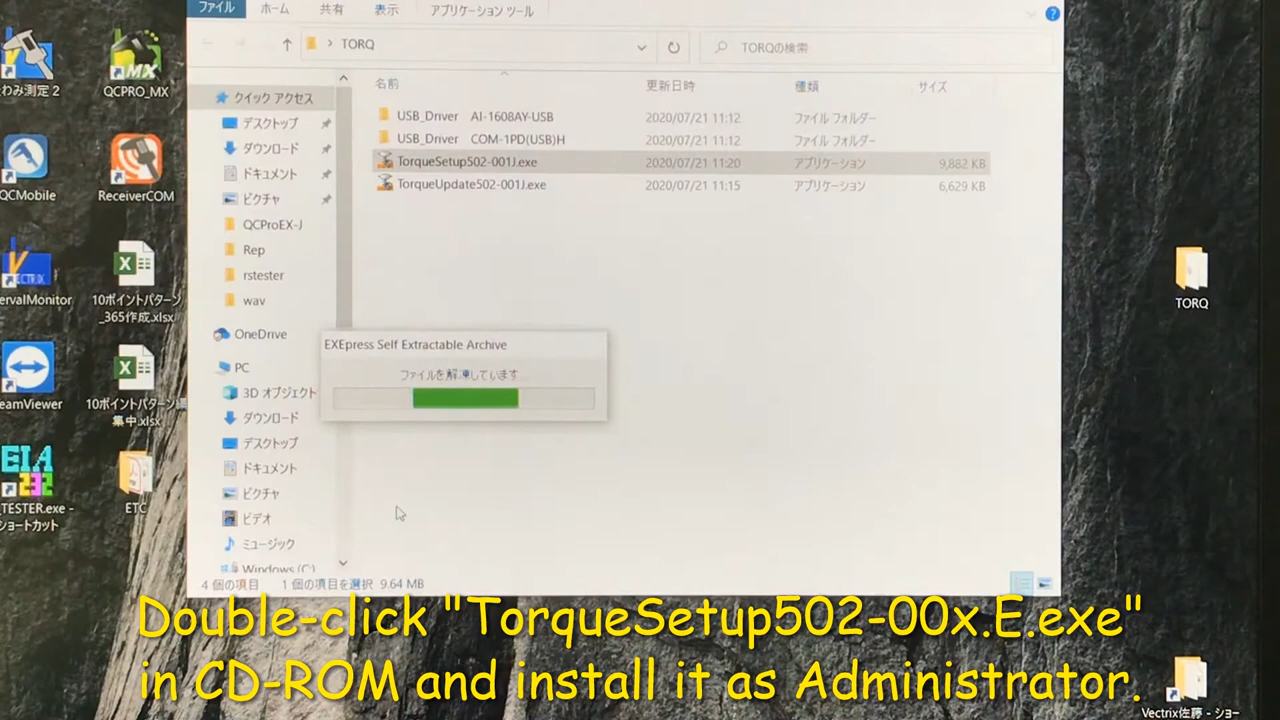 ファイル
ホーム
共有
表示
アプリケーション ツール
TORQ
TORQの検索
名前
更新日時
種類
サイズ
USB_Driver AI-1608AY-USB
2020/07/21 11:12
ファイル フォルダー
USB_Driver COM-1PD(USB)H
2020/07/21 11:12
ファイル フォルダー
TorqueSetup502-001J.exe
2020/07/21 11:20
アプリケーション
9,882 KB
TorqueUpdate502-001J.exe
2020/07/21 11:15
アプリケーション
6,629 KB
クイック アクセス
デスクトップ
ダウンロード
ドキュメント
ピクチャ
QCProEX-J
Rep
rstester
wav
OneDrive
PC
3D オブジェクト
ダウンロード
デスクトップ
ドキュメント
ピクチャ
ビデオ
ミュージック
Windows (C:)
4 個の項目
1 個の項目を選択 9.64 MB
EXEpress Self Extractable Archive
ファイルを解凍しています
わみ測定 2
QCPRO_MX
QCMobile
ReceiverCOM
ervalMonitor
10ポイントパターン
_365作成.xlsx
eamViewer
10ポイントパターン編
集中.xlsx
EIA
232
_TESTER.exe -
ショートカット
ETC
TORQ
Vectrix佐藤 - ショー
Double-click "TorqueSetup502-00x.E.exe"
in CD-ROM and install it as Administrator.